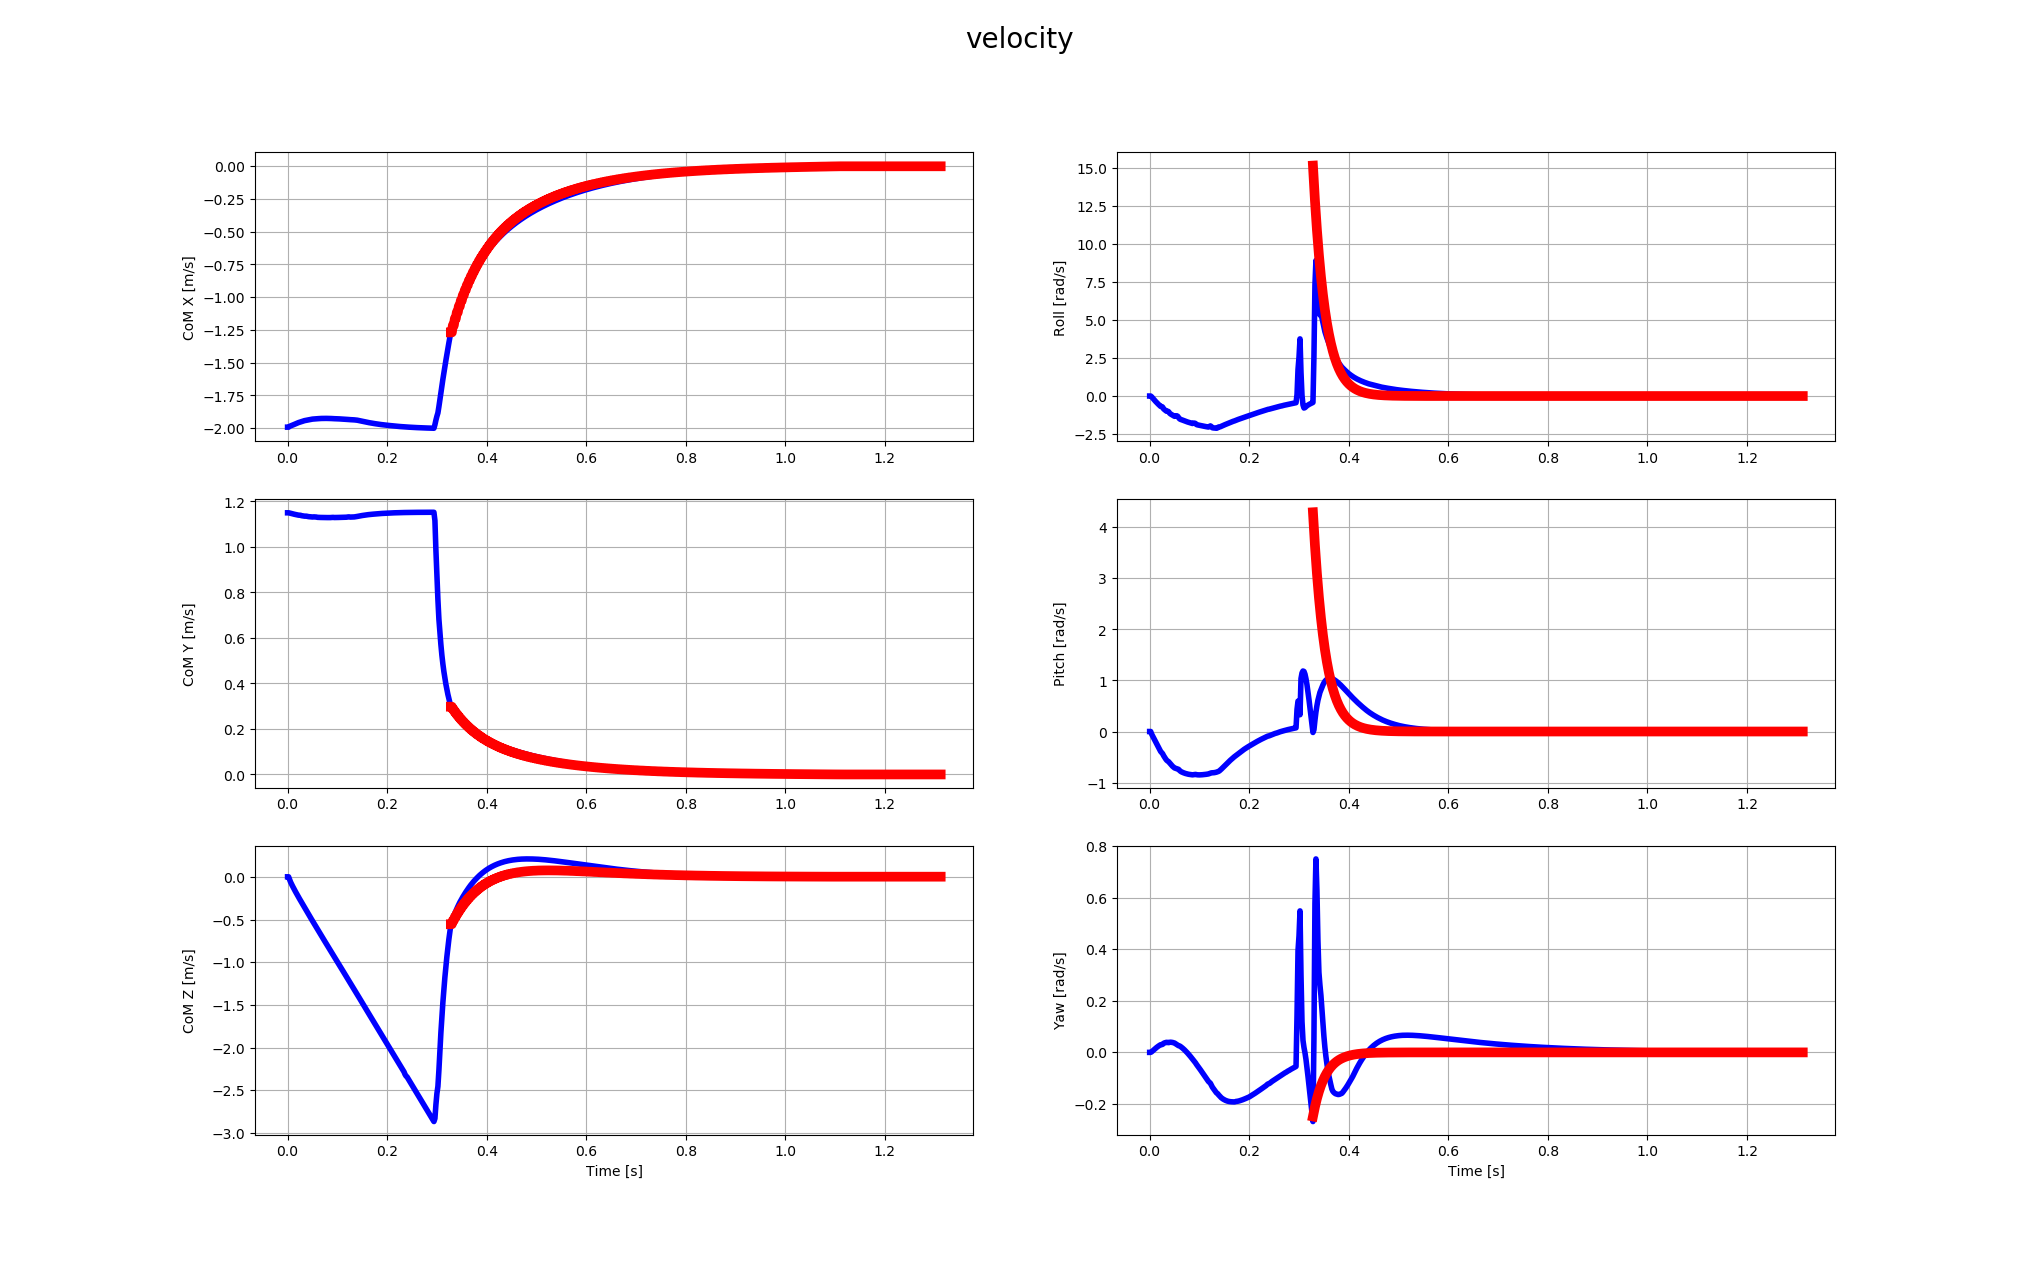 velocity
CoM X [m/s]
0.00
−0.25
−0.50
−0.75
−1.00
−1.25
−1.50
−1.75
−2.00
0.0 0.2 0.4 0.6 0.8 1.0 1.2
Roll [rad/s]
15.0
12.5
10.0
7.5
5.0
2.5
0.0
−2.5
0.0 0.2 0.4 0.6 0.8 1.0 1.2
CoM Y [m/s]
1.2
1.0
0.8
0.6
0.4
0.2
0.0
0.0 0.2 0.4 0.6 0.8 1.0 1.2
Pitch [rad/s]
4
3
2
1
0
−1
0.0 0.2 0.4 0.6 0.8 1.0 1.2
CoM Z [m/s]
0.0
−0.5
−1.0
−1.5
−2.0
−2.5
−3.0
0.0 0.2 0.4 0.6 0.8 1.0 1.2
Time [s]
Yaw [rad/s]
0.8
0.6
0.4
0.2
0.0
−0.2
0.0 0.2 0.4 0.6 0.8 1.0 1.2
Time [s]